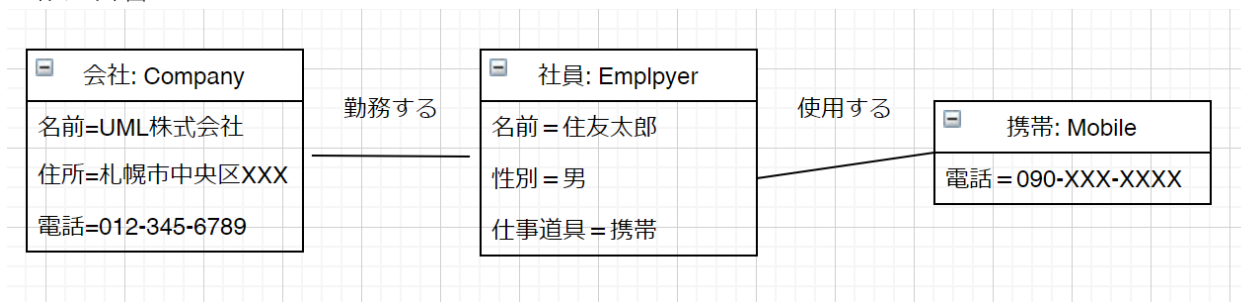 会社: Company
名前=UML株式会社
住所=札幌市中央区XXX
電話=012-345-6789
勤務する
社員: Emplpyer
名前＝住友太郎
性別＝男
仕事道具＝携帯
使用する
携帯: Mobile
電話＝090-XXX-XXXX